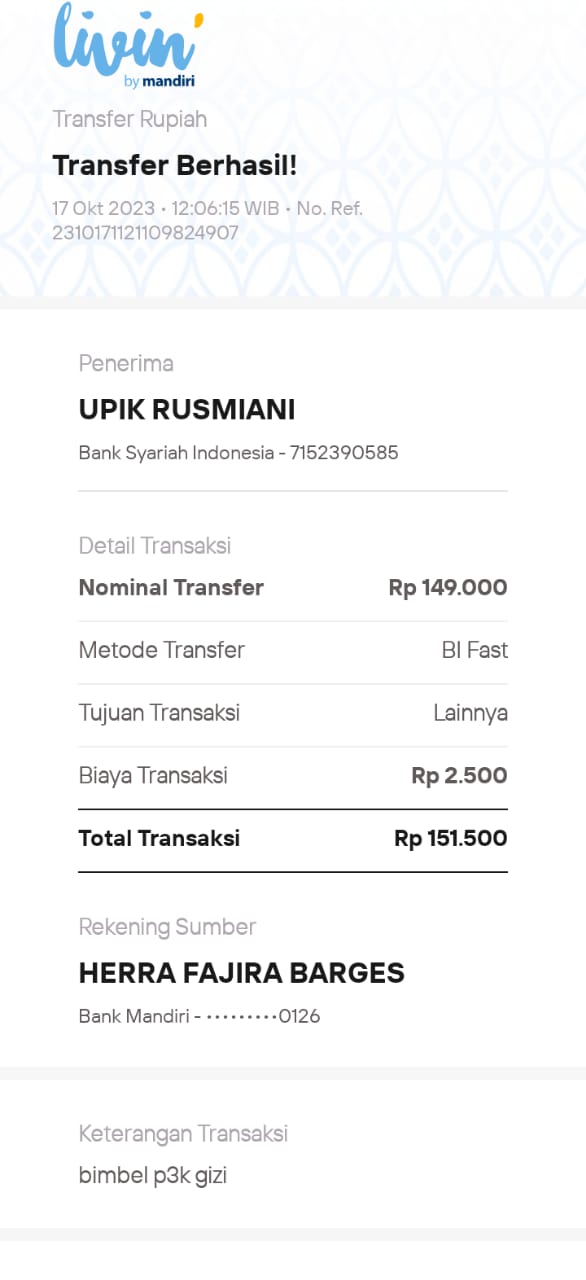 livin'
by mandiri
Transfer Rupiah
Transfer Berhasil!
17 Okt 2023 • 12:06:15 WIB • No. Ref.
2310171121109824907
Penerima
UPIK RUSMIANI
Bank Syariah Indonesia - 7152390585
Detail Transaksi
Nominal Transfer Rp 149.000
Metode Transfer BI Fast
Tujuan Transaksi Lainnya
Biaya Transaksi Rp 2.500
Total Transaksi Rp 151.500
Rekening Sumber
HERRA FAJIRA BARGES
Bank Mandiri - •••••••••0126
Keterangan Transaksi
bimbel p3k gizi